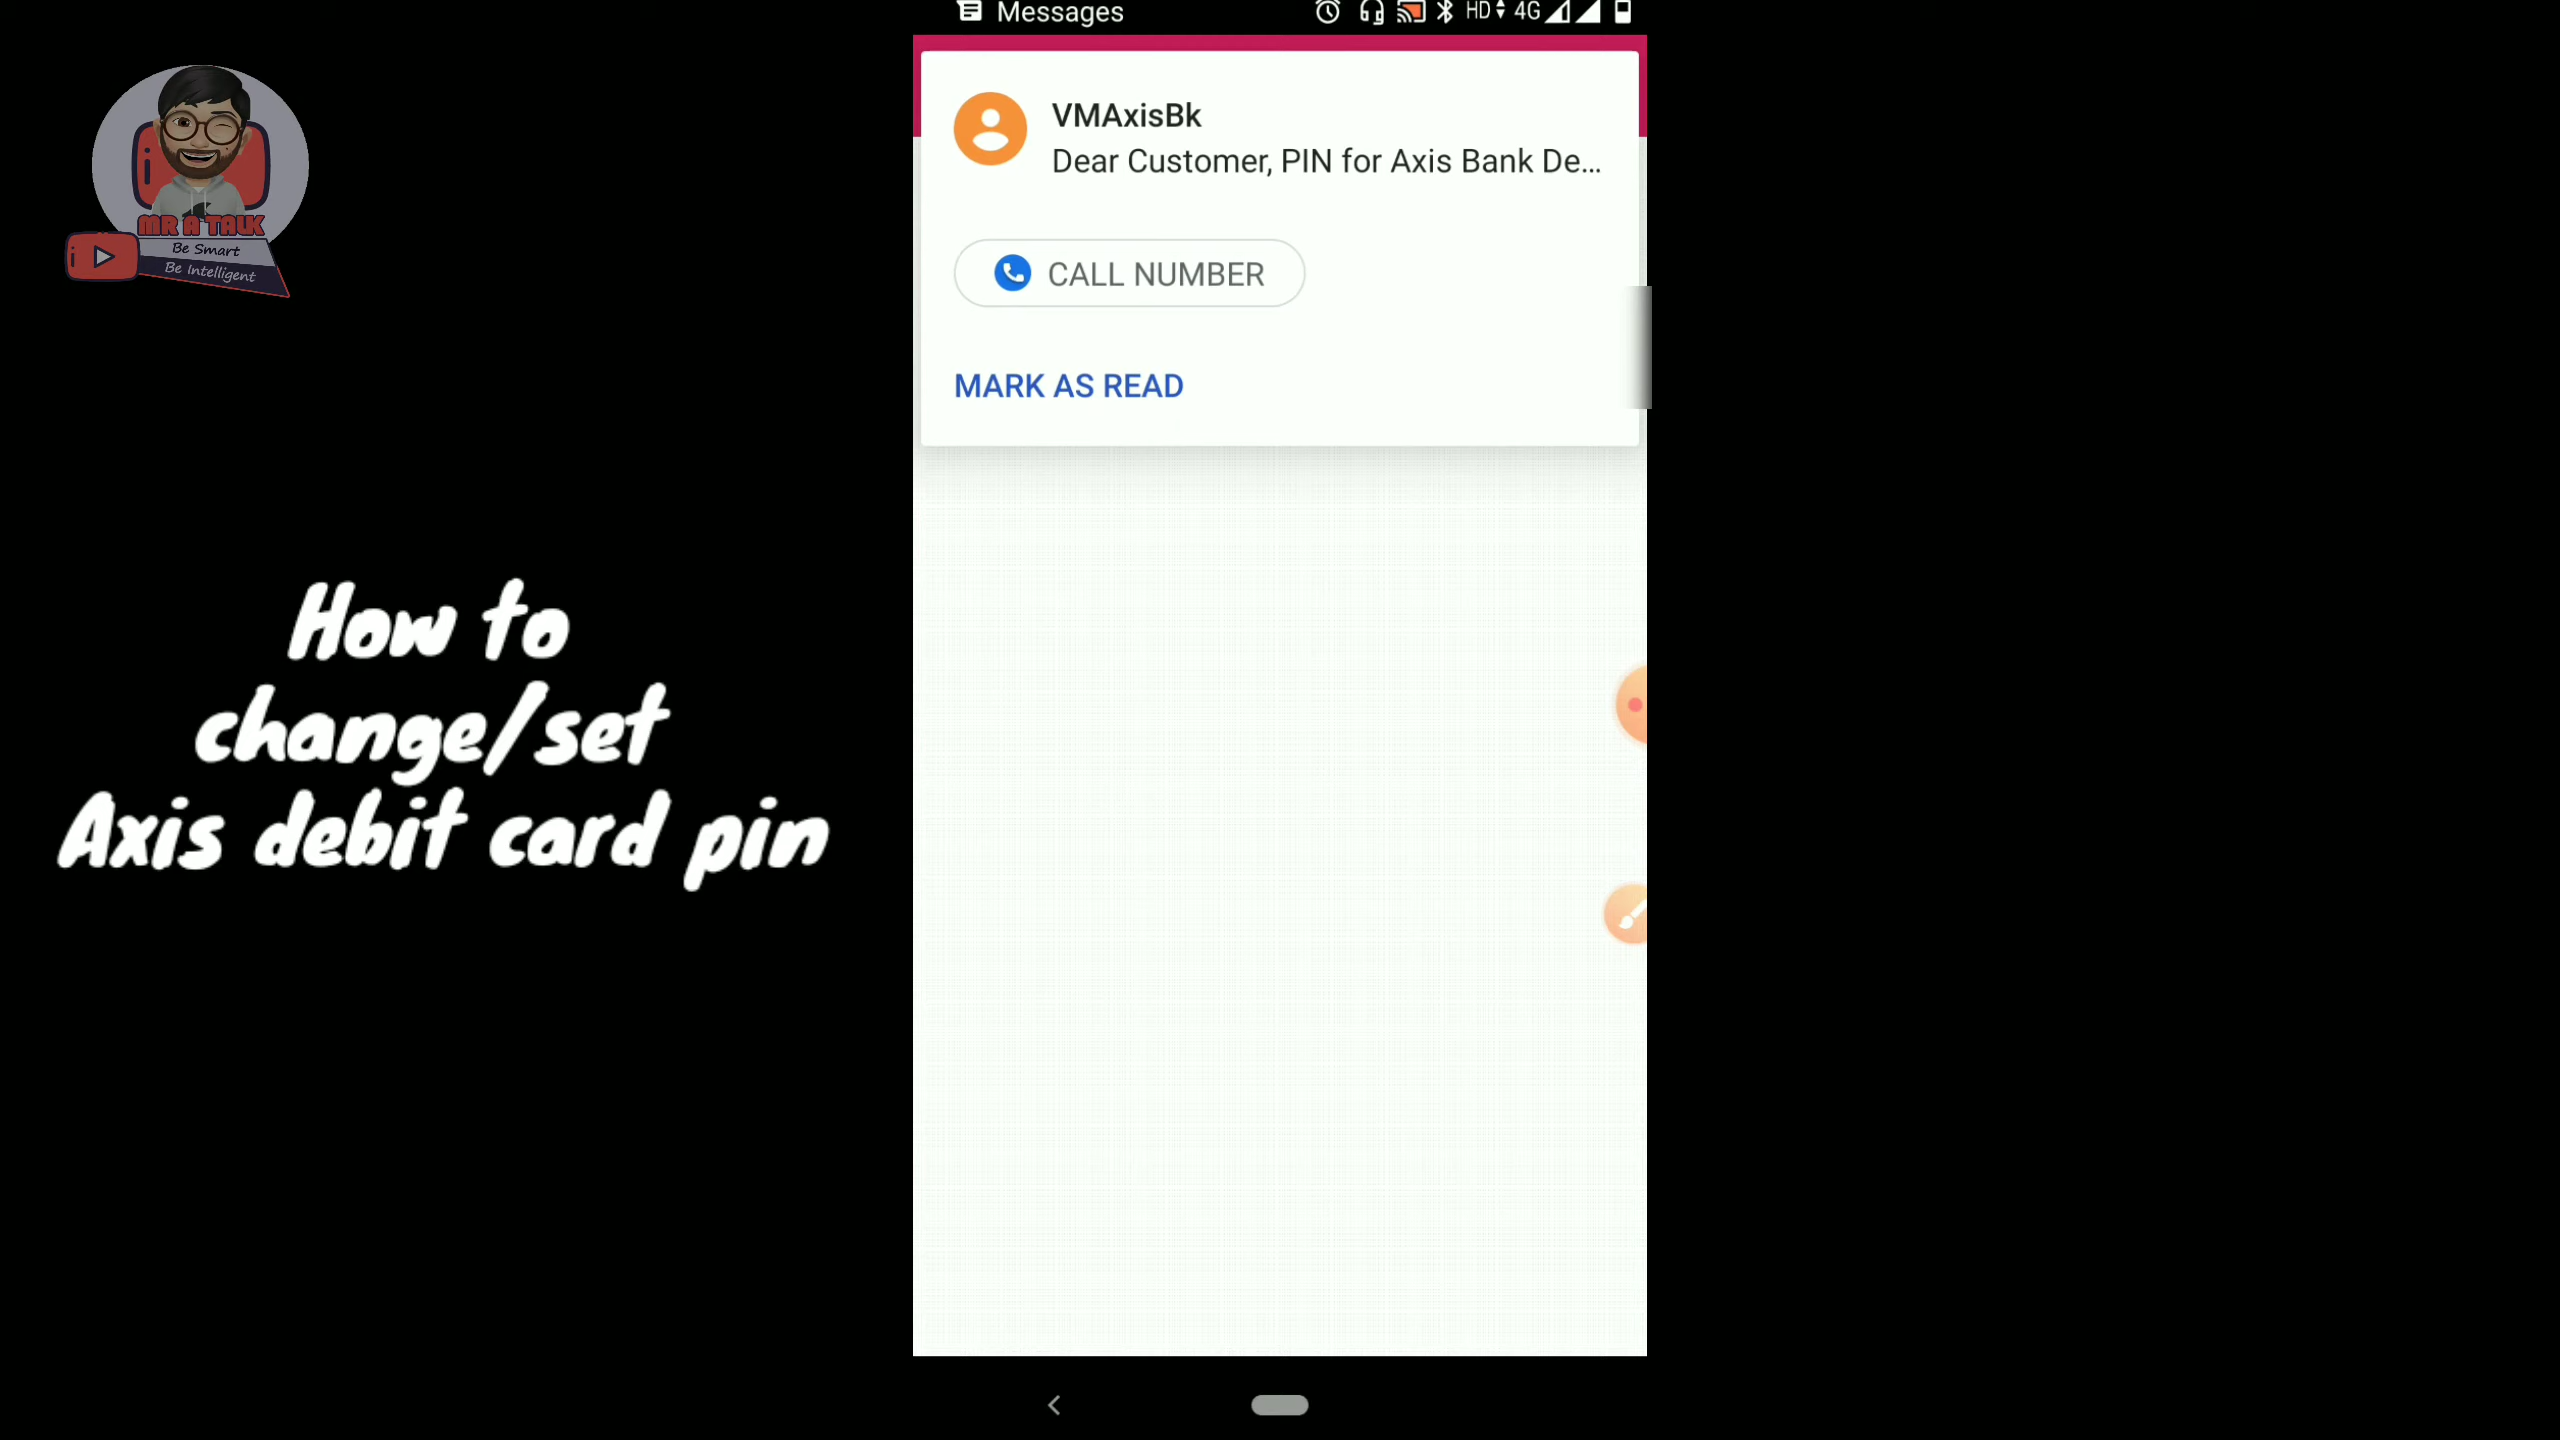 Messages
HD 4G
VMAxisBk
Dear Customer, PIN for Axis Bank De...
CALL NUMBER
MARK AS READ
MR A TALK
Be Smart
Be Intelligent
How to
change/set
Axis debit card pin